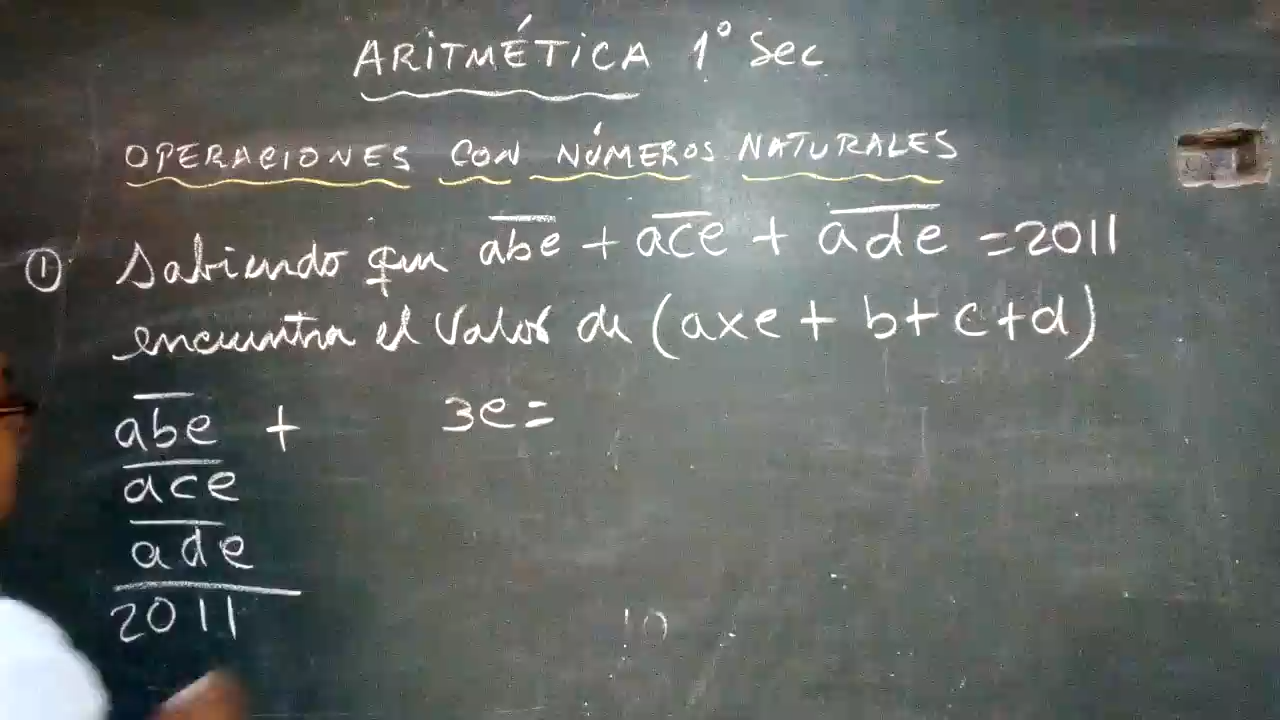 ARITMÉTICA 1° Sec
OPERACIONES CON NÚMEROS NATURALES
① Sabiendo que abe + ace + ade = 2011
encuentra el valor de (axe + b + c + d)
abe + 3e =
ace
ade
2011